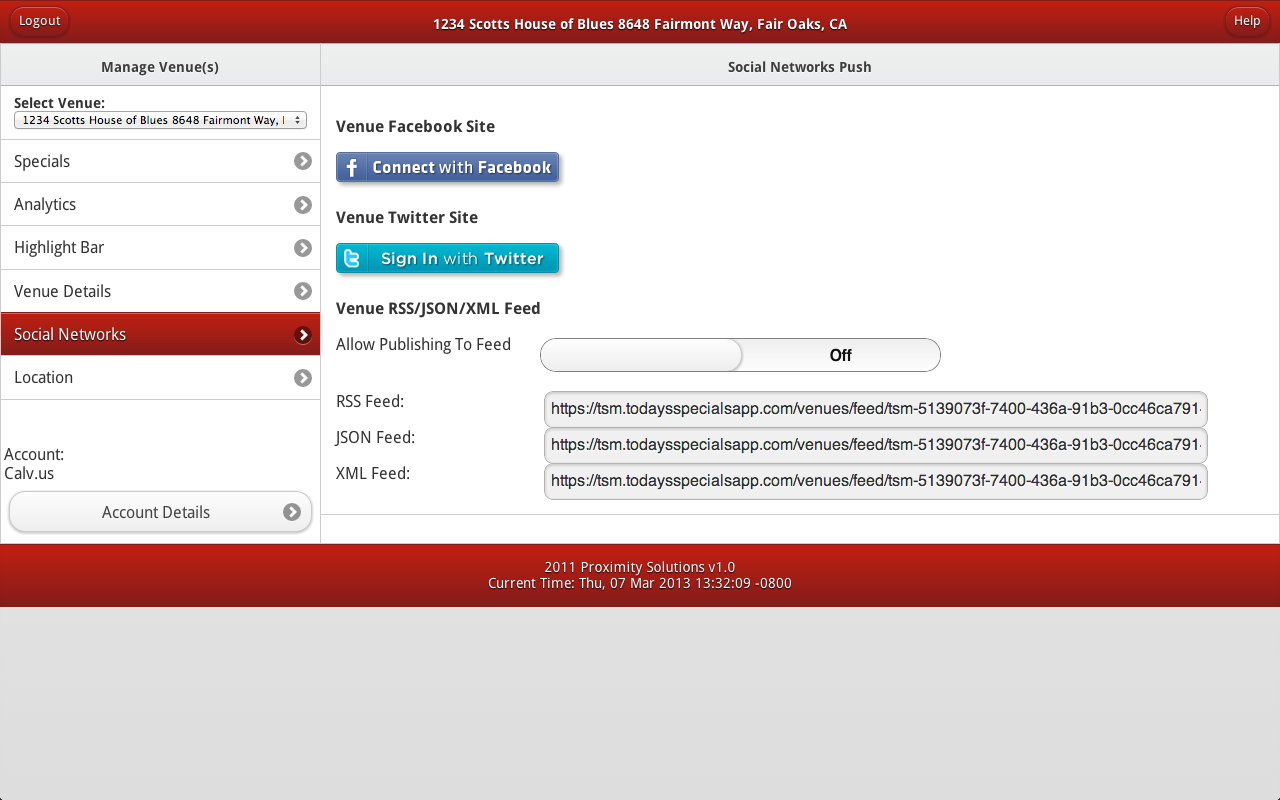 Logout
1234 Scotts House of Blues 8648 Fairmont Way, Fair Oaks, CA
Help
Manage Venue(s)
Social Networks Push
Select Venue:
1234 Scotts House of Blues 8648 Fairmont Way,
Specials
Analytics
Highlight Bar
Venue Details
Social Networks
Location
Account:
Calv.us
Account Details
Venue Facebook Site
Connect with Facebook
Venue Twitter Site
Sign In with Twitter
Venue RSS/JSON/XML Feed
Allow Publishing To Feed
Off
RSS Feed:
https://tsm.todaysspecialsapp.com/venues/feed/tsm-5139073f-7400-436a-91b3-0cc46ca791
JSON Feed:
https://tsm.todaysspecialsapp.com/venues/feed/tsm-5139073f-7400-436a-91b3-0cc46ca791
XML Feed:
https://tsm.todaysspecialsapp.com/venues/feed/tsm-5139073f-7400-436a-91b3-0cc46ca791
2011 Proximity Solutions v1.0
Current Time: Thu, 07 Mar 2013 13:32:09 -0800